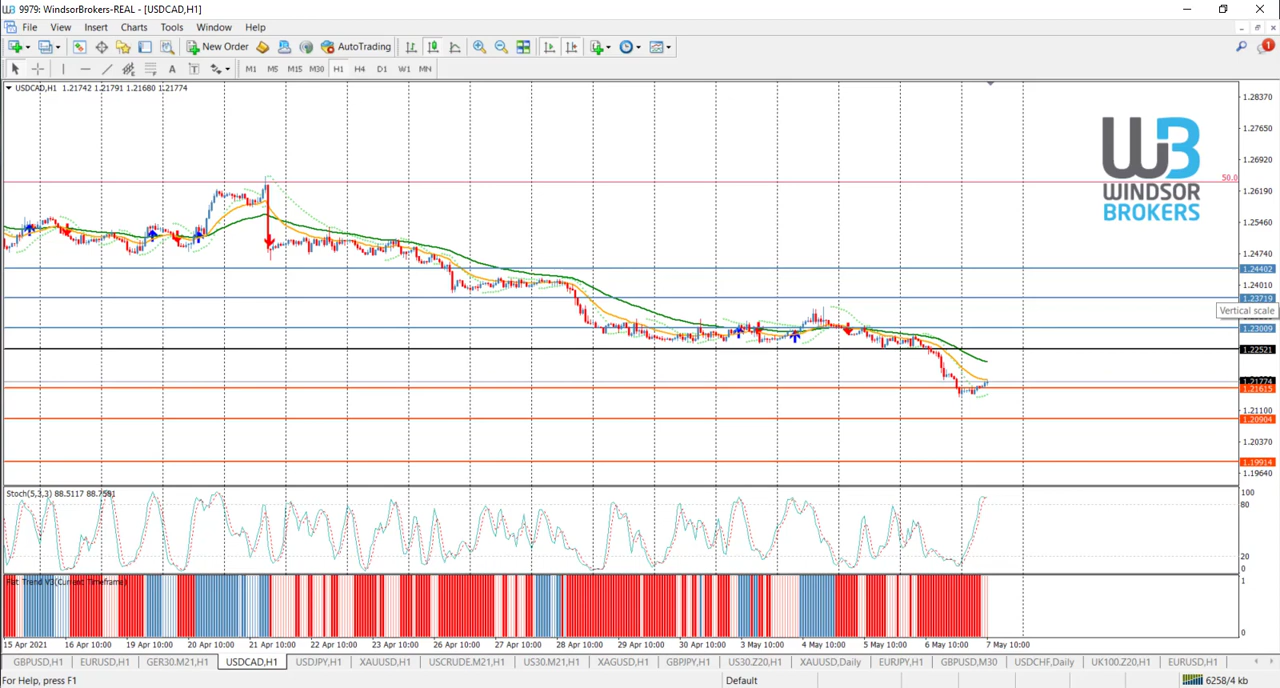 9979: WindsorBrokers-REAL - [USDCAD,H1]
File View Insert Charts Tools Window Help
New Order AutoTrading 1
A T M1 M5 M15 M30 H1 H4 D1 W1 MN
USDCAD,H1 1.21742 1.21791 1.21680 1.21774
1.28370
1.27650
1.26920
50.0
1.26190
1.25460
1.24740
1.24402
1.24010
1.23719
Vertical scale
1.23009
1.22521
1.21774
1.21615
1.21100
1.20904
1.20370
1.19914
1.19640
WINDSOR
BROKERS
Stoch(5,3,3) 88.5117 88.7591
100
80
20
0
Flat Trend V3(Current Timeframe)
1
0
15 Apr 2021 16 Apr 10:00 19 Apr 10:00 20 Apr 10:00 21 Apr 10:00 22 Apr 10:00 23 Apr 10:00 26 Apr 10:00 27 Apr 10:00 28 Apr 10:00 29 Apr 10:00 30 Apr 10:00 3 May 10:00 4 May 10:00 5 May 10:00 6 May 10:00 7 May 10:00
GBPUSD,H1 EURUSD,H1 GER30.M21,H1 USDCAD,H1 USDJPY,H1 XAUUSD,H1 USCRUDE.M21,H1 US30.M21,H1 XAGUSD,H1 GBPJPY,H1 US30.Z20,H1 XAUUSD,Daily EURJPY,H1 GBPUSD,M30 USDCHF,Daily UK100.Z20,H1 EURUSD,H1
For Help, press F1 Default 6258/4 kb